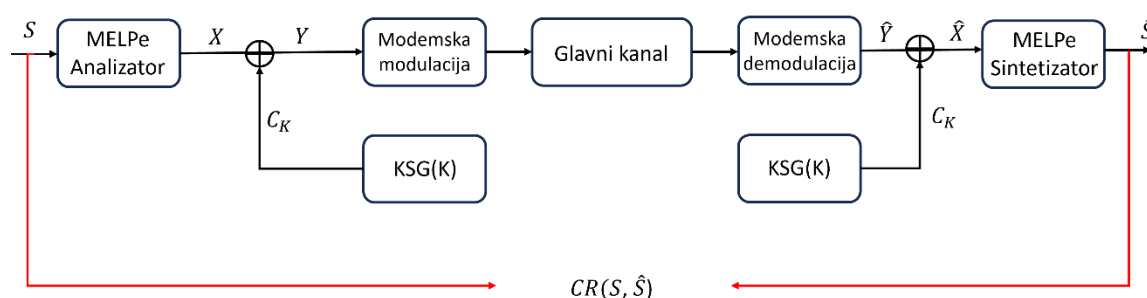 S
MELPe
Analizator
X
Y
Modemska
modulacija
Glavni kanal
Modemska
demodulacija
Ŷ
X̂
MELPe
Sintetizator
Ŝ
C_K
KSG(K)
KSG(K)
C_K
CR(S, Ŝ)